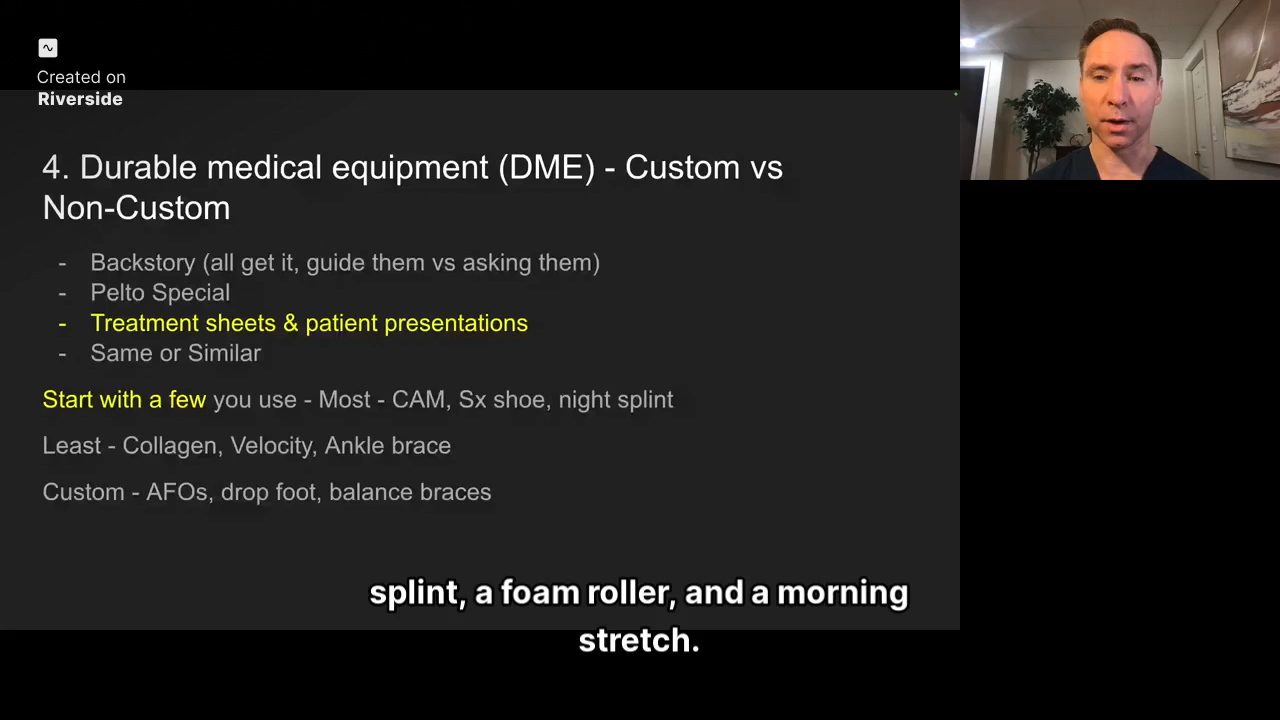 Created on
Riverside
4. Durable medical equipment (DME) - Custom vs
Non-Custom
- Backstory (all get it, guide them vs asking them)
- Pelto Special
- Treatment sheets & patient presentations
- Same or Similar
Start with a few you use - Most - CAM, Sx shoe, night splint
Least - Collagen, Velocity, Ankle brace
Custom - AFOs, drop foot, balance braces
splint, a foam roller, and a morning
stretch.